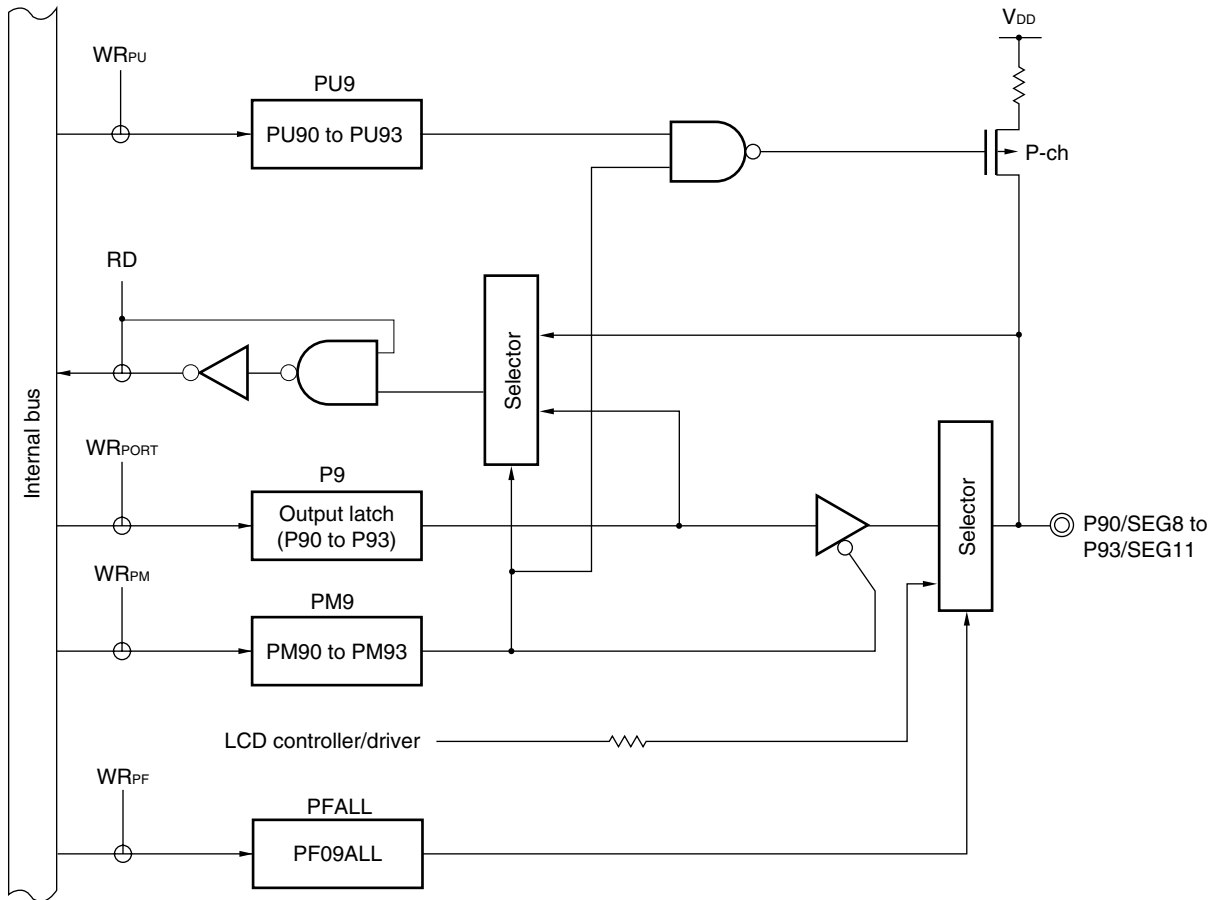 VDD
WRPU
PU9
PU90 to PU93
P-ch
RD
Selector
Internal bus
WRPORT
P9
Output latch
(P90 to P93)
Selector
P90/SEG8 to
P93/SEG11
WRPM
PM9
PM90 to PM93
LCD controller/driver
WRPF
PFALL
PF09ALL